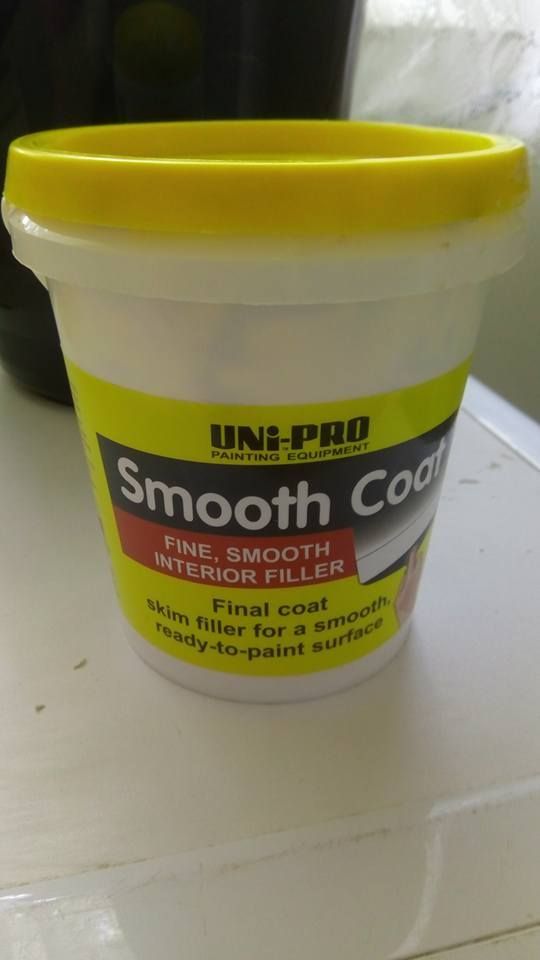 UNi-PRO
PAINTING EQUIPMENT
Smooth Coat
FINE, SMOOTH
INTERIOR FILLER
Final coat
skim filler for a smooth,
ready-to-paint surface